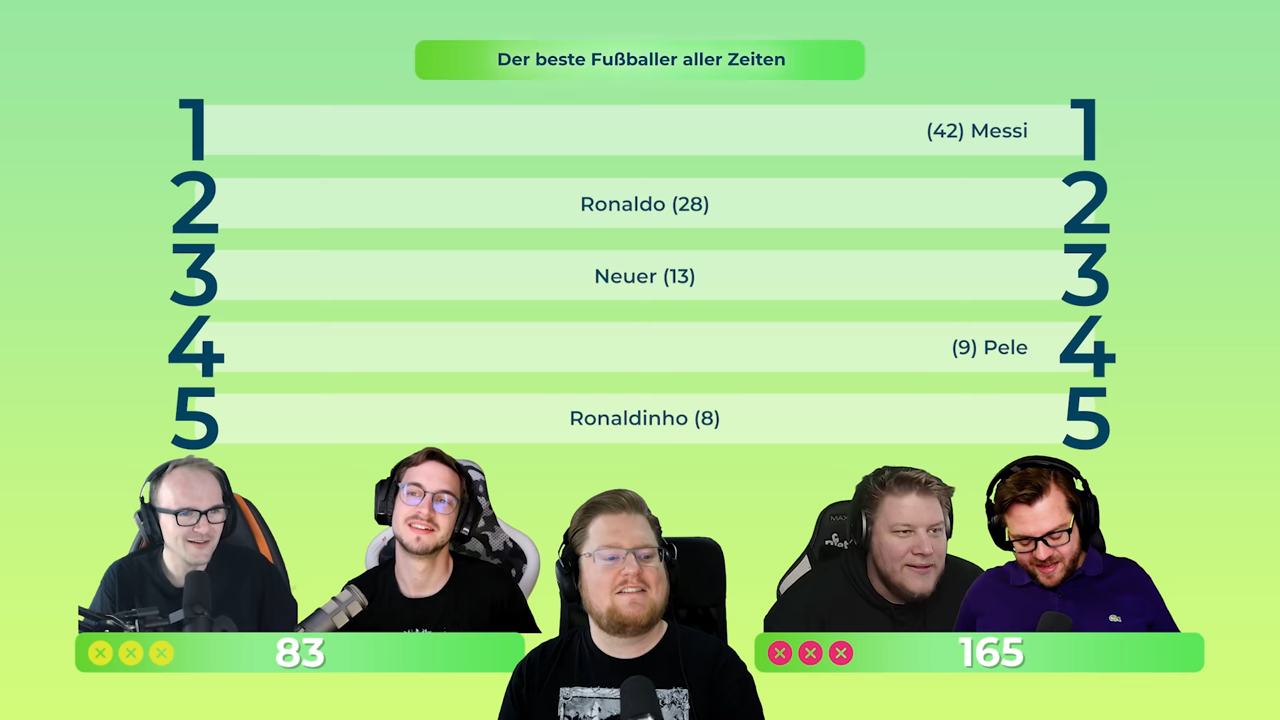 Der beste Fußballer aller Zeiten
1 (42) Messi 1
2 Ronaldo (28) 2
3 Neuer (13) 3
4 (9) Pele 4
5 Ronaldinho (8) 5
83
165